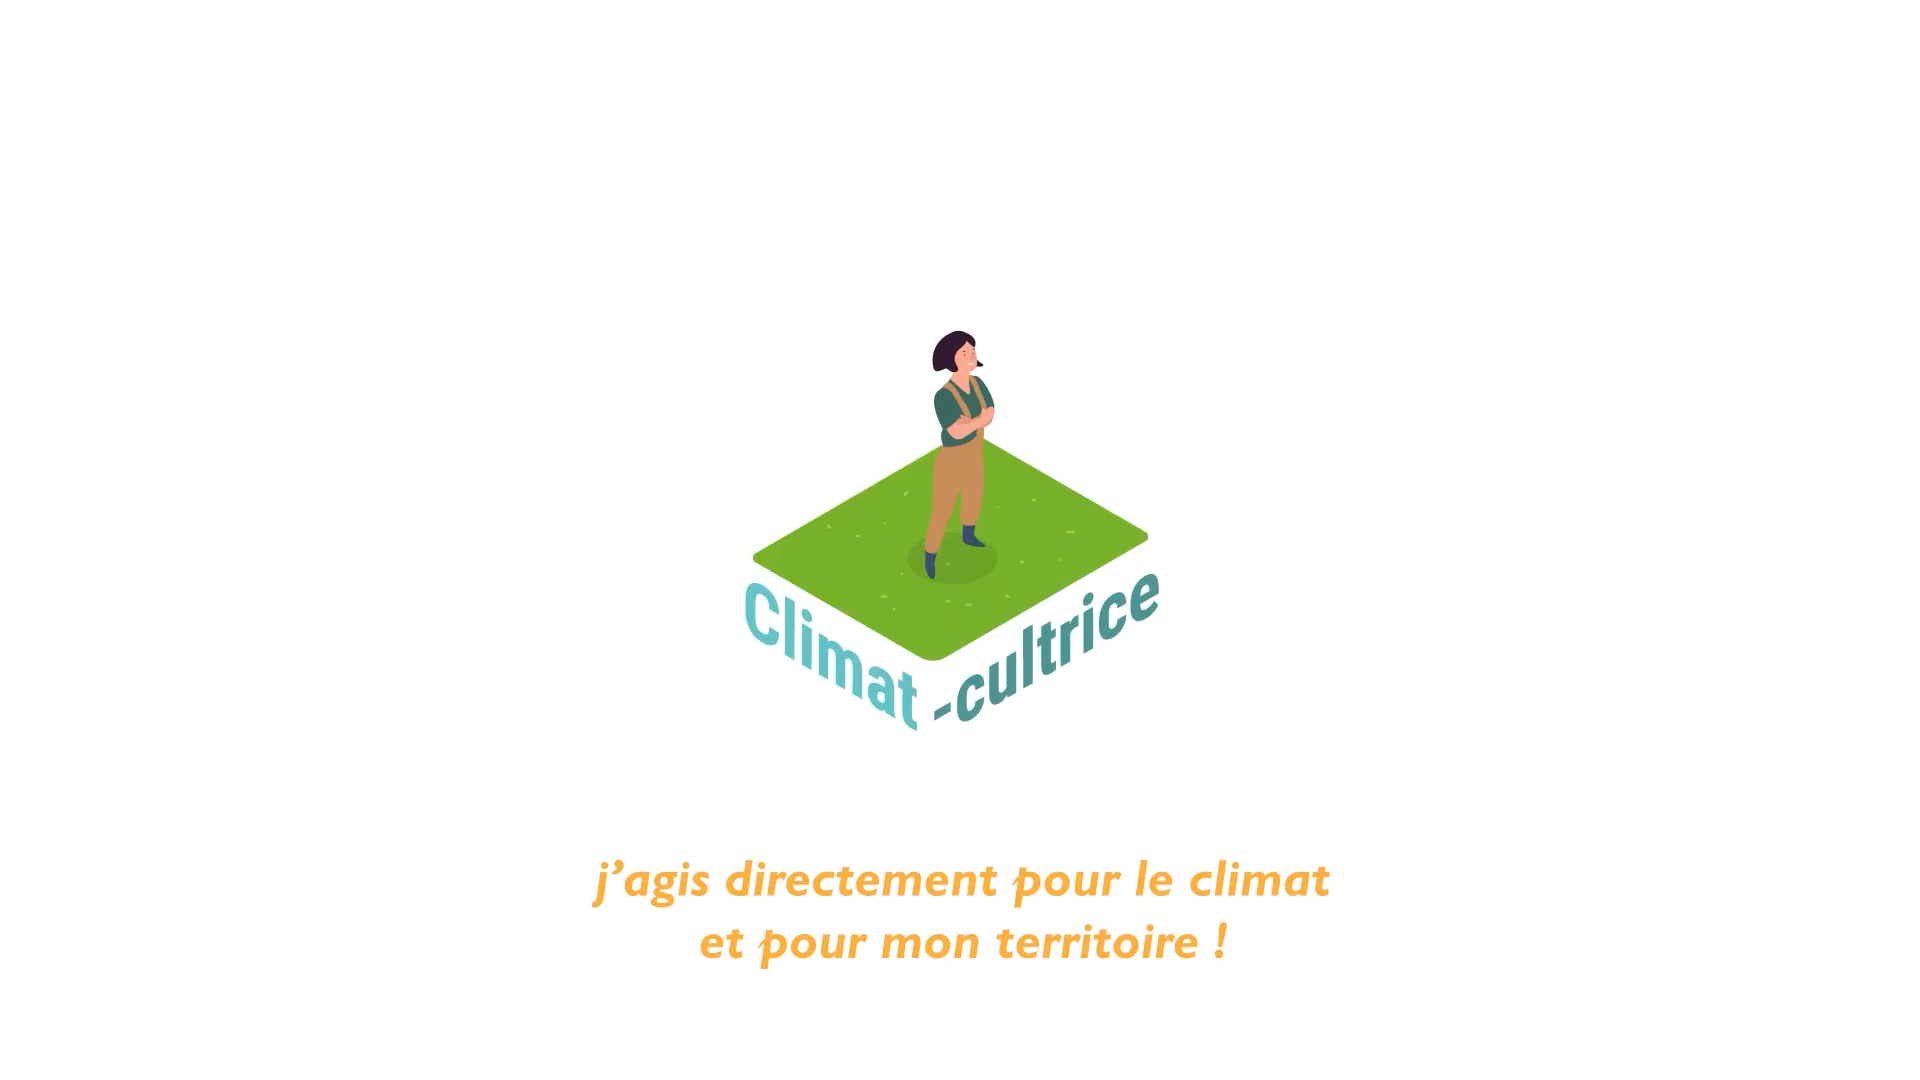 Climat
-cultrice
j’agis directement pour le climat
et pour mon territoire !